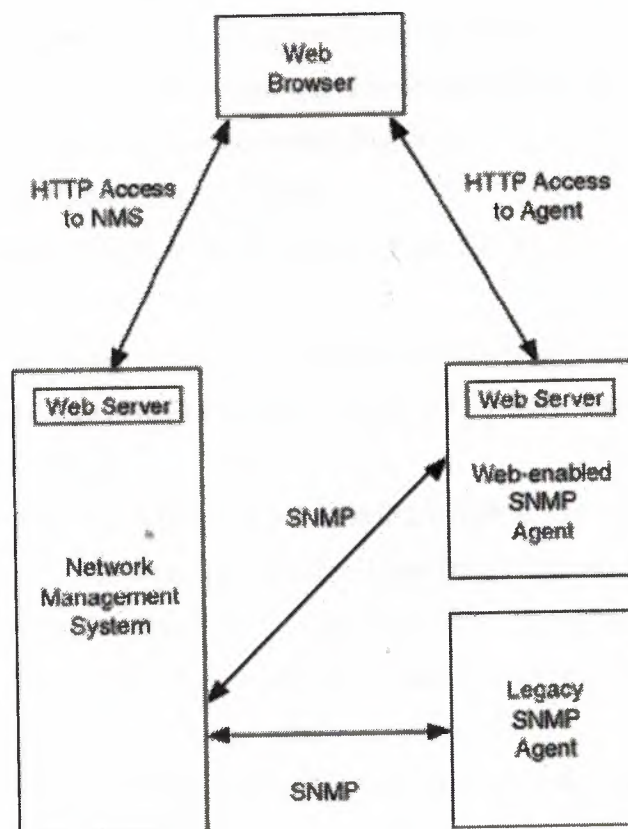 Web
Browser
HTTP Access
to NMS
HTTP Access
to Agent
Web Server
Network
Management
System
SNMP
SNMP
Web Server
Web-enabled
SNMP
Agent
Legacy
SNMP
Agent